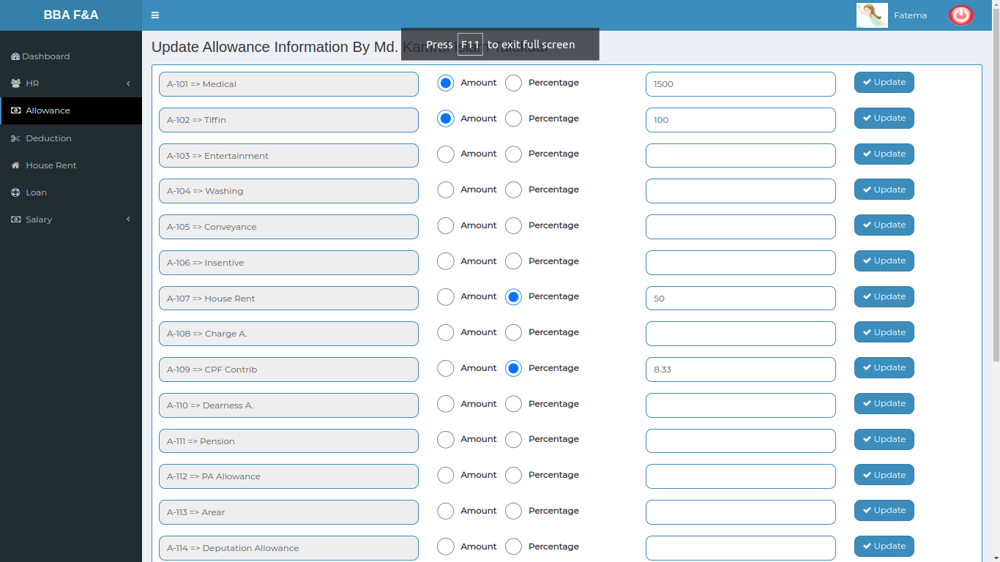 BBA F&A
Fatema
Dashboard
HR
Allowance
Deduction
House Rent
Loan
Salary
Press F11 to exit full screen
Update Allowance Information By Md.
A-101 => Medical Amount Percentage 1500 Update
A-102 => Tiffin Amount Percentage 100 Update
A-103 => Entertainment Amount Percentage Update
A-104 => Washing Amount Percentage Update
A-105 => Conveyance Amount Percentage Update
A-106 => Insentive Amount Percentage Update
A-107 => House Rent Amount Percentage 50 Update
A-108 => Charge A. Amount Percentage Update
A-109 => CPF Contrib Amount Percentage 8.33 Update
A-110 => Dearness A. Amount Percentage Update
A-111 => Pension Amount Percentage Update
A-112 => PA Allowance Amount Percentage Update
A-113 => Arear Amount Percentage Update
A-114 => Deputation Allowance Amount Percentage Update